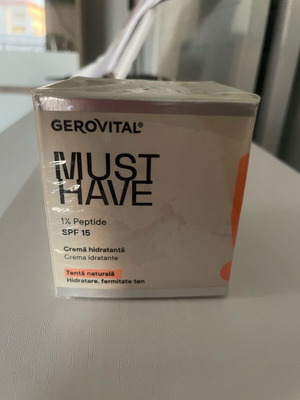 GEROVITAL®
MUST
HAVE
1% Peptide
SPF 15
Cremă hidratantă
Crema idratante
Tentă naturală
Hidratare, fermitate ten